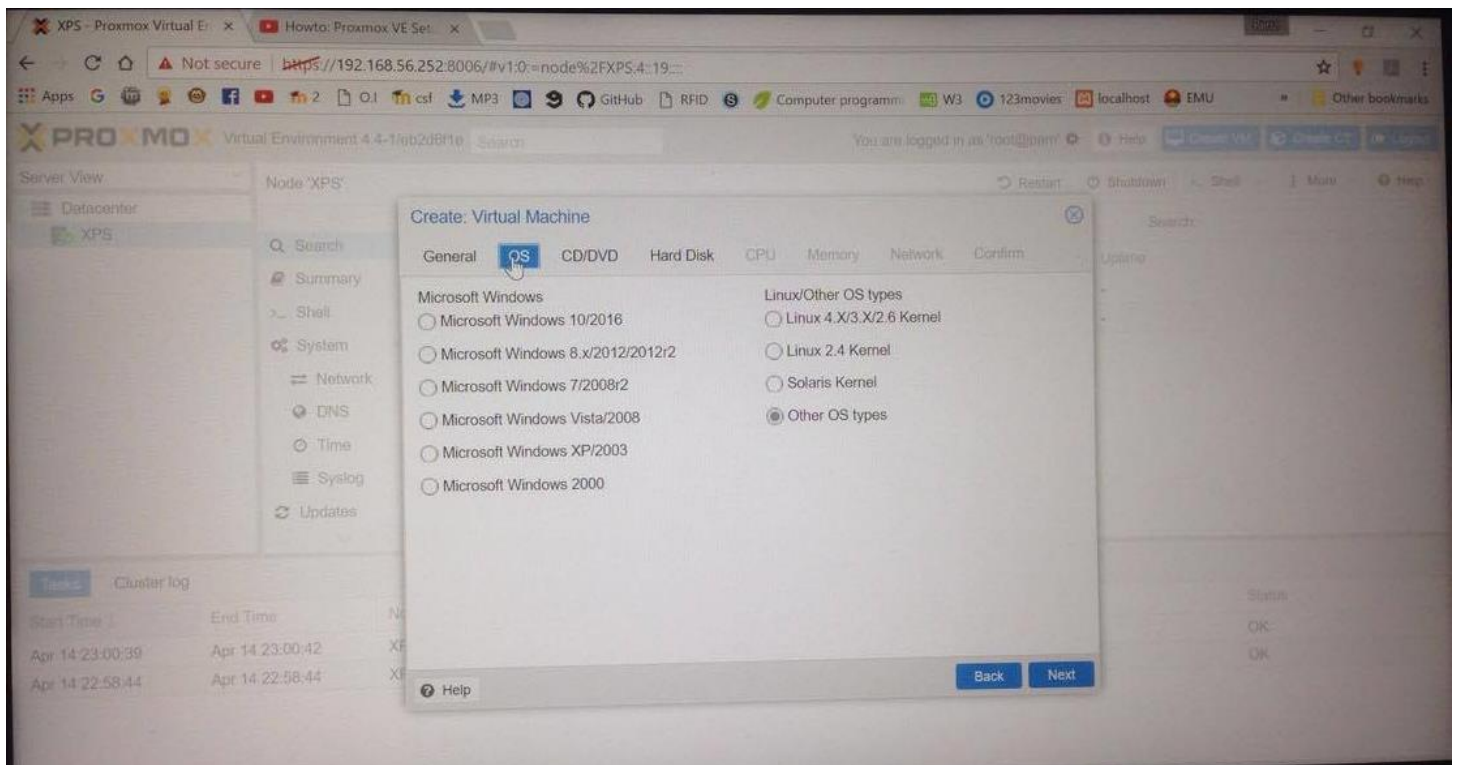 XPS - Proxmox Virtual En
Howto: Proxmox VE Set
Not secure https://192.168.56.252:8006/#v1:0:=node%2FXPS:4::19::::
Apps 2 O.I csf MP3 GitHub RFID Computer programm W3 123movies localhost EMU Other bookmarks
PROXMOX Virtual Environment 4.4-1/eb2d6f1e Search You are logged in as 'root@pam' Help Create VM Create CT Logout
Server View
Node 'XPS' Restart Shutdown Shell More Help
Datacenter
XPS
Search:
Uptime
Search
Summary
Shell
System
Network
DNS
Time
Syslog
Updates
Create: Virtual Machine
General OS CD/DVD Hard Disk CPU Memory Network Confirm
Microsoft Windows
Microsoft Windows 10/2016
Microsoft Windows 8.x/2012/2012r2
Microsoft Windows 7/2008r2
Microsoft Windows Vista/2008
Microsoft Windows XP/2003
Microsoft Windows 2000
Linux/Other OS types
Linux 4.X/3.X/2.6 Kernel
Linux 2.4 Kernel
Solaris Kernel
Other OS types
Help Back Next
Tasks Cluster log
Start Time End Time Status
Apr 14 23:00:39 Apr 14 23:00:42 OK
Apr 14 22:58:44 Apr 14 22:58:44 OK